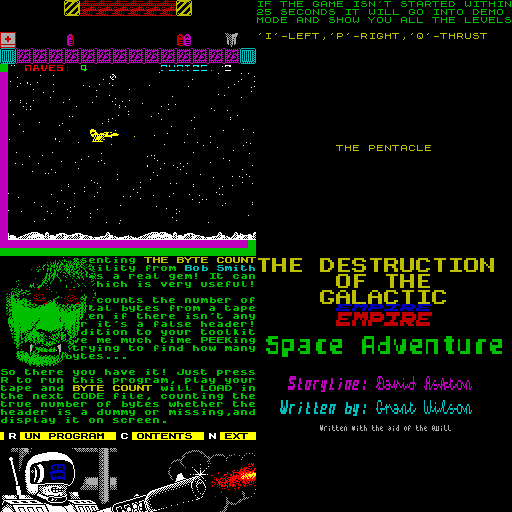 IF THE GAME ISN'T STARTED WITHIN
25 SECONDS IT WILL GO INTO DEMO
MODE AND SHOW YOU ALL THE LEVELS
'I'-LEFT,'P'-RIGHT,'Q'-THRUST
THE PENTACLE
senting THE BYTE COUNT
ility from Bob Smith
s a real gem! It can
hich is very useful!
counts the number of
tal bytes from tape
en if there isn't any
r it's a false header!
dition to your toolkit
e me much time PEEKing
trying to find how many
bytes...
So there you have it! Just press
R to run this program, play your
tape and BYTE COUNT will LOAD in
the next CODE file, counting the
true number of bytes whether the
header is a dummy or missing,and
display it on screen.
R UN PROGRAM C ONTENTS N EXT
THE DESTRUCTION
OF THE
GALACTIC
EMPIRE
EMPIRE
Space Adventure
Storyline: David Ashton
Written by: Grant Wilson
Written with the aid of the Quill